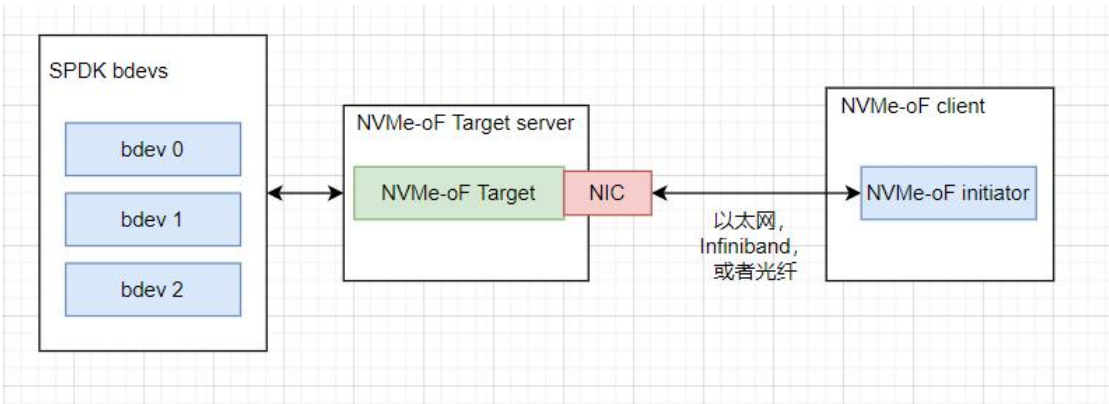 SPDK bdevs
bdev 0
bdev 1
bdev 2
NVMe-oF Target server
NVMe-oF Target
NIC
以太网，
Infiniband，
或者光纤
NVMe-oF client
NVMe-oF initiator